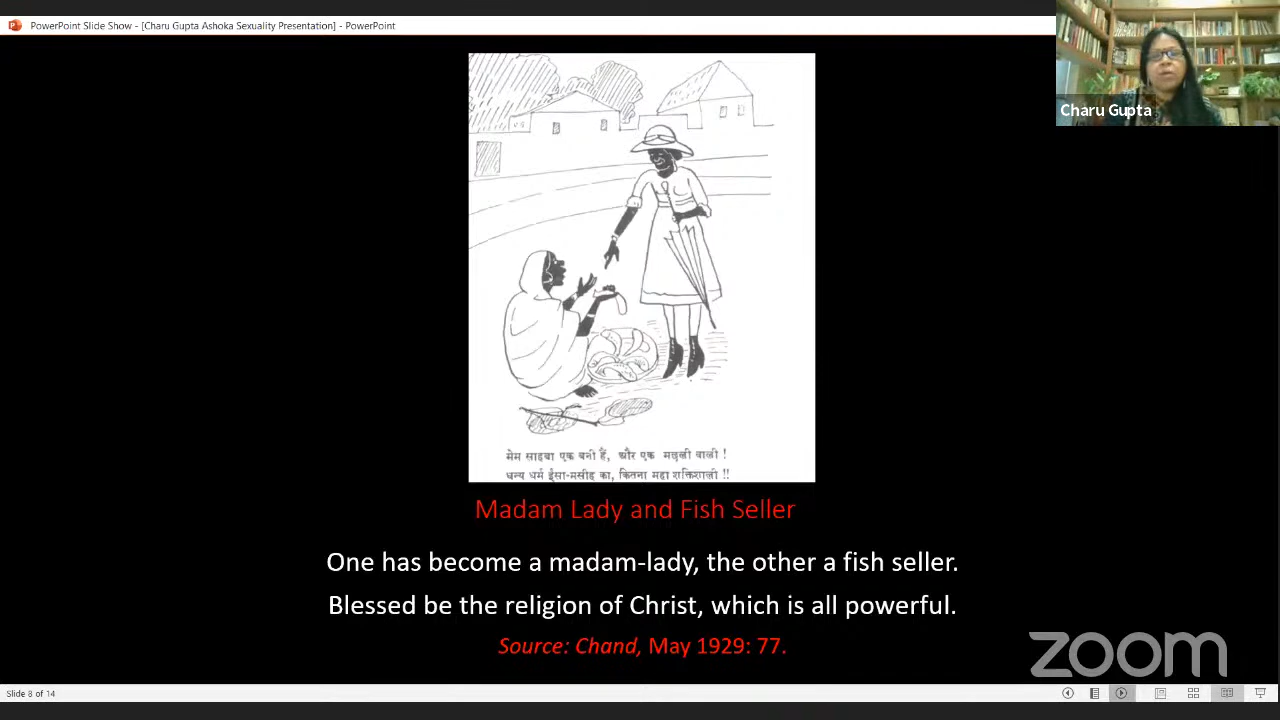 PowerPoint Slide Show - [Charu Gupta Ashoka Sexuality Presentation] - PowerPoint
Charu Gupta
मेम साहबा एक बनी हैं, और एक मछली वाली !
धन्य धर्म ईसा-मसीह का, कितना महा शक्तिशाली !!
Madam Lady and Fish Seller
One has become a madam-lady, the other a fish seller.
Blessed be the religion of Christ, which is all powerful.
Source: Chand, May 1929: 77.
zoom
Slide 8 of 14